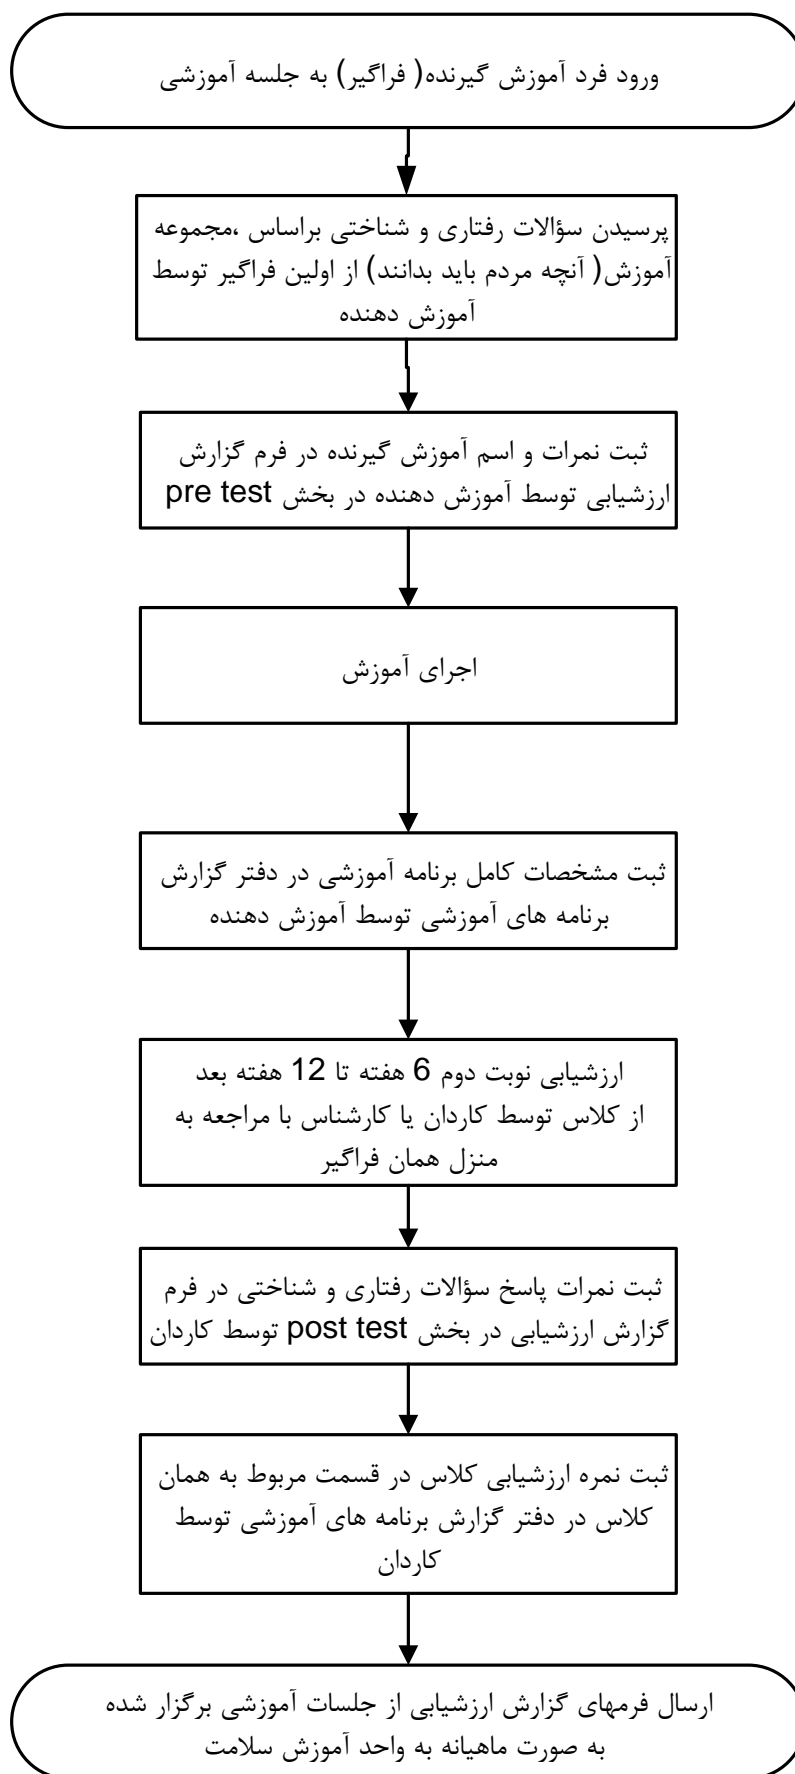 ورود فرد آموزش گیرنده( فراگیر) به جلسه آموزشی
پرسیدن سؤالات رفتاری و شناختی براساس ،مجموعه
آموزش( آنچه مردم باید بدانند) از اولین فراگیر توسط
آموزش دهنده
ثبت نمرات و اسم آموزش گیرنده در فرم گزارش
ارزشیابی توسط آموزش دهنده در بخش pre test
اجرای آموزش
ثبت مشخصات کامل برنامه آموزشی در دفتر گزارش
برنامه های آموزشی توسط آموزش دهنده
ارزشیابی نوبت دوم 6 هفته تا 12 هفته بعد
از کلاس توسط کاردان یا کارشناس با مراجعه به
منزل همان فراگیر
ثبت نمرات پاسخ سؤالات رفتاری و شناختی در فرم
گزارش ارزشیابی در بخش post test توسط کاردان
ثبت نمره ارزشیابی کلاس در قسمت مربوط به همان
کلاس در دفتر گزارش برنامه های آموزشی توسط
کاردان
ارسال فرمهای گزارش ارزشیابی از جلسات آموزشی برگزار شده
به صورت ماهیانه به واحد آموزش سلامت